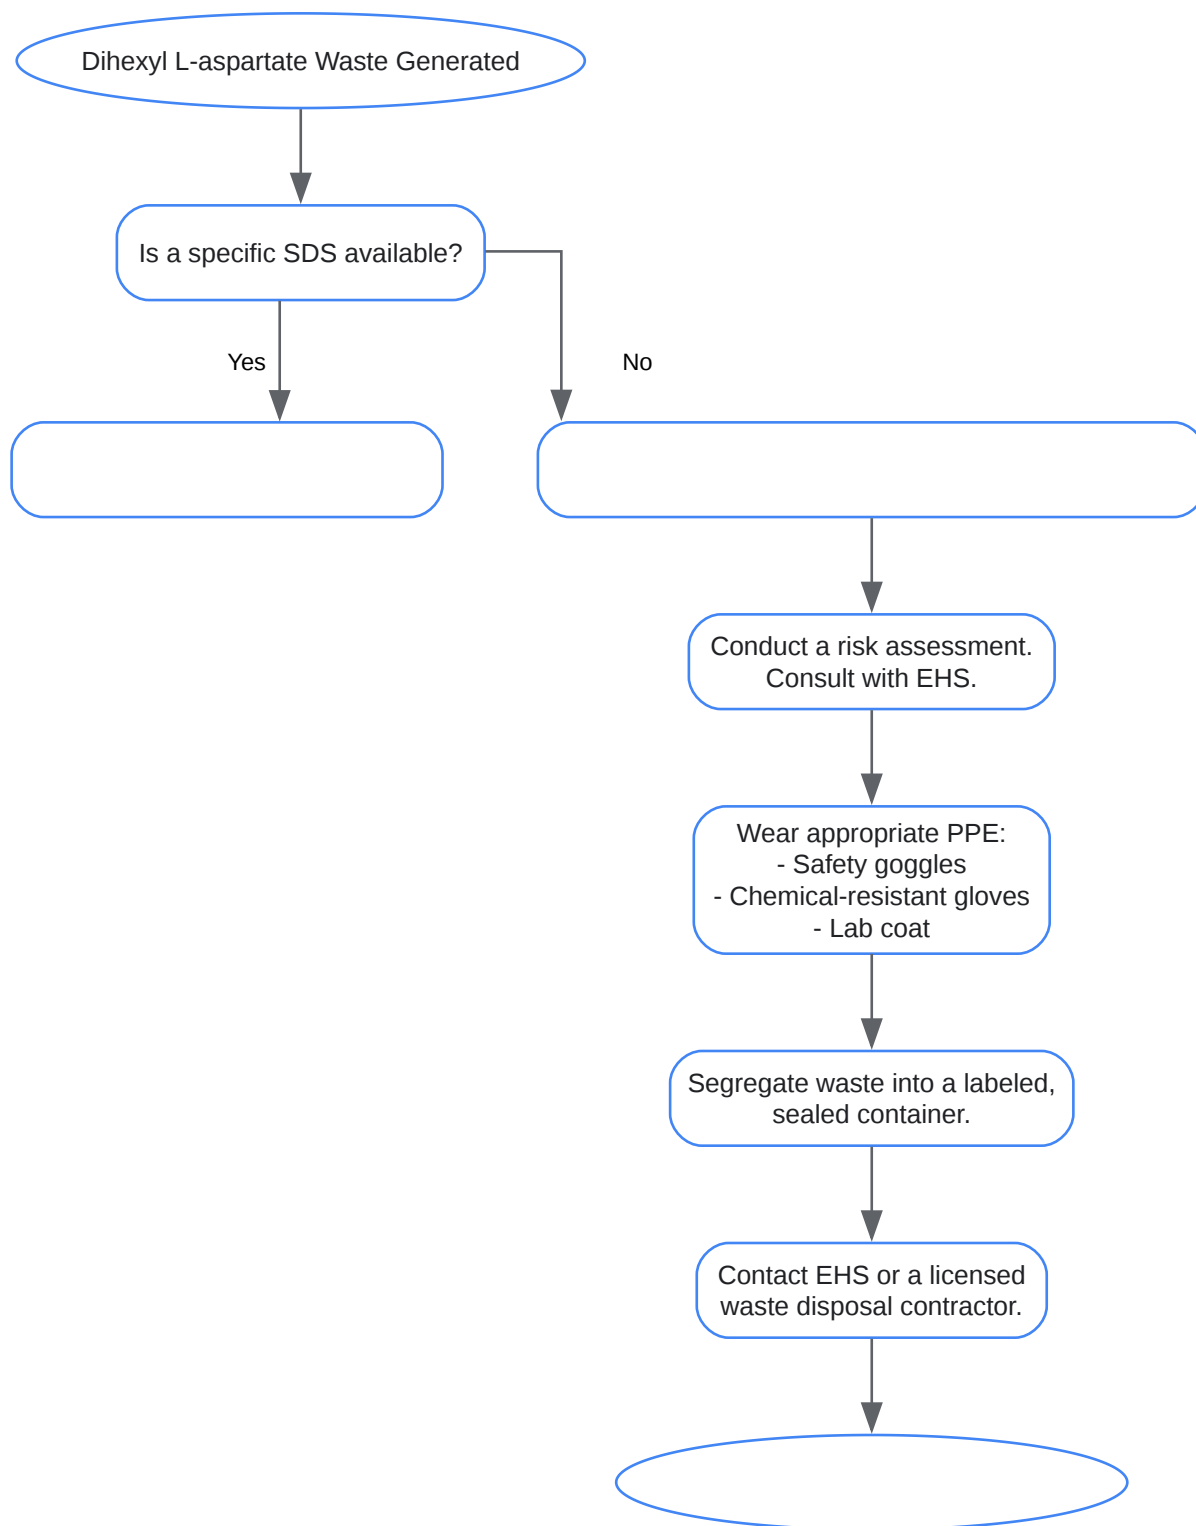 Dihexyl L-aspartate Waste Generated
Is a specific SDS available?
Yes
No
Conduct a risk assessment.
Consult with EHS.
Wear appropriate PPE:
- Safety goggles
- Chemical-resistant gloves
- Lab coat
Segregate waste into a labeled,
sealed container.
Contact EHS or a licensed
waste disposal contractor.